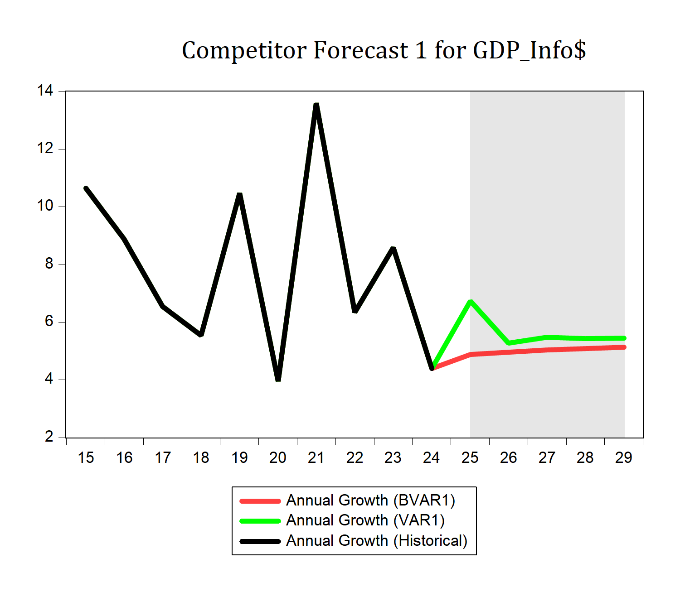 Competitor Forecast 1 for GDP_Info$
14
12
10
8
6
4
2
15 16 17 18 19 20 21 22 23 24 25 26 27 28 29
Annual Growth (BVAR1)
Annual Growth (VAR1)
Annual Growth (Historical)